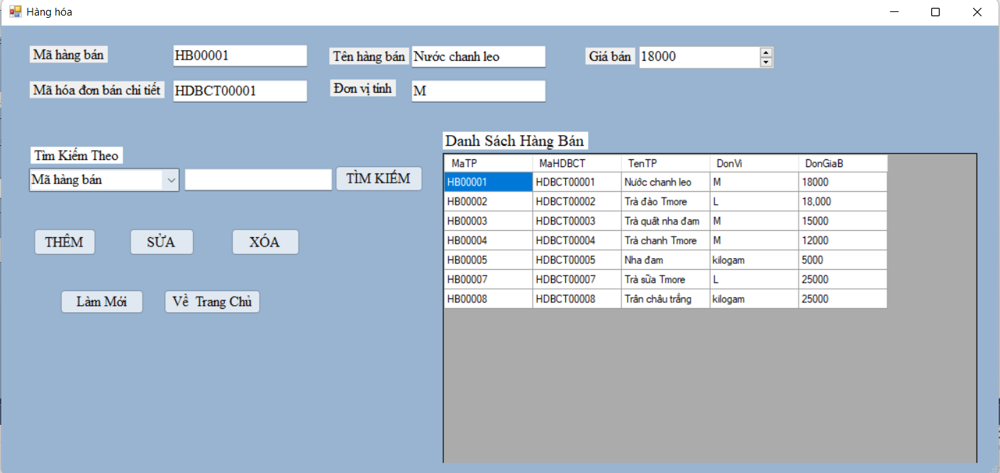 Hàng hóa
Mã hàng bán HB00001 Tên hàng bán Nước chanh leo Giá bán 18000
Mã hóa đơn bán chi tiết HDBCT00001 Đơn vị tính M
Tìm Kiếm Theo
Mã hàng bán TÌM KIẾM
THÊM SỬA XÓA
Làm Mới Về Trang Chủ
Danh Sách Hàng Bán
MaTP MaHDBCT TenTP DonVi DonGiaB
HB00001 HDBCT00001 Nước chanh leo M 18000
HB00002 HDBCT00002 Trà đào Tmore L 18,000
HB00003 HDBCT00003 Trà quất nha đam M 15000
HB00004 HDBCT00004 Trà chanh Tmore M 12000
HB00005 HDBCT00005 Nha đam kilogam 5000
HB00007 HDBCT00007 Trà sữa Tmore L 25000
HB00008 HDBCT00008 Trân châu trắng kilogam 25000